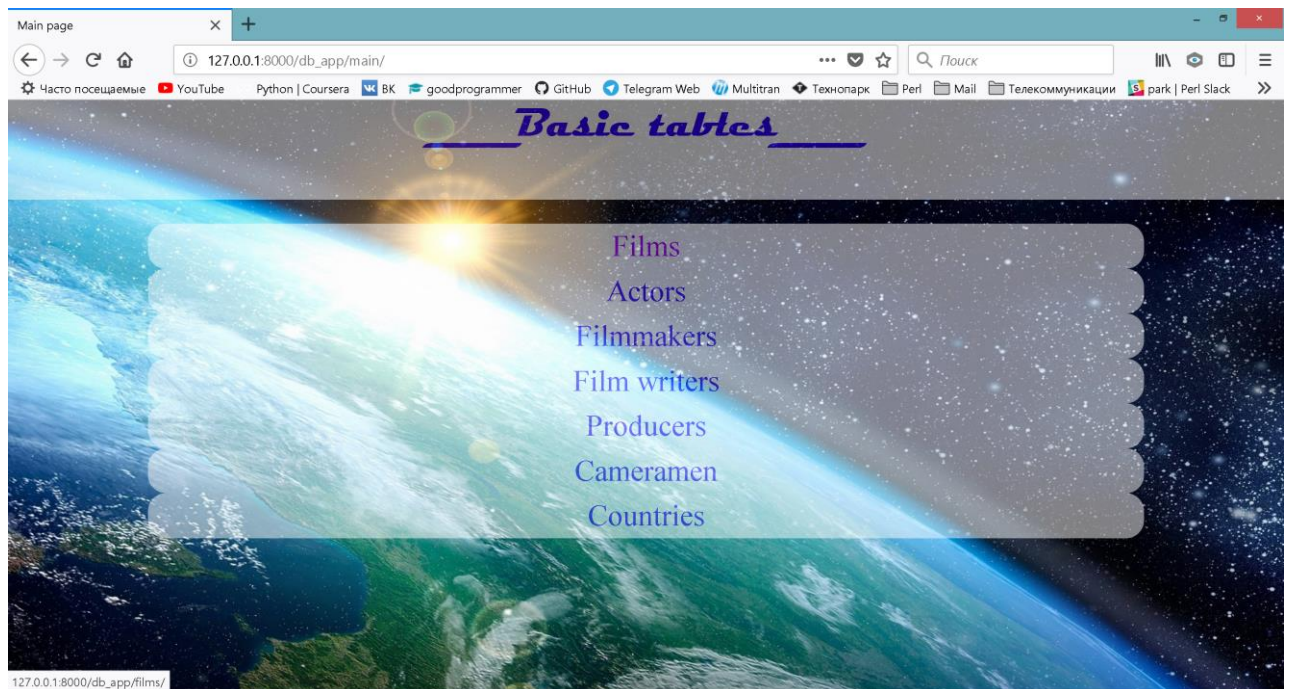 Main page
127.0.0.1:8000/db_app/main/
Поиск
Часто посещаемые YouTube Python | Coursera ВК goodprogrammer GitHub Telegram Web Multitran Технопарк Perl Mail Телекоммуникации park | Perl Slack
Basic tables
Films
Actors
Filmmakers
Film writers
Producers
Cameramen
Countries
127.0.0.1:8000/db_app/films/